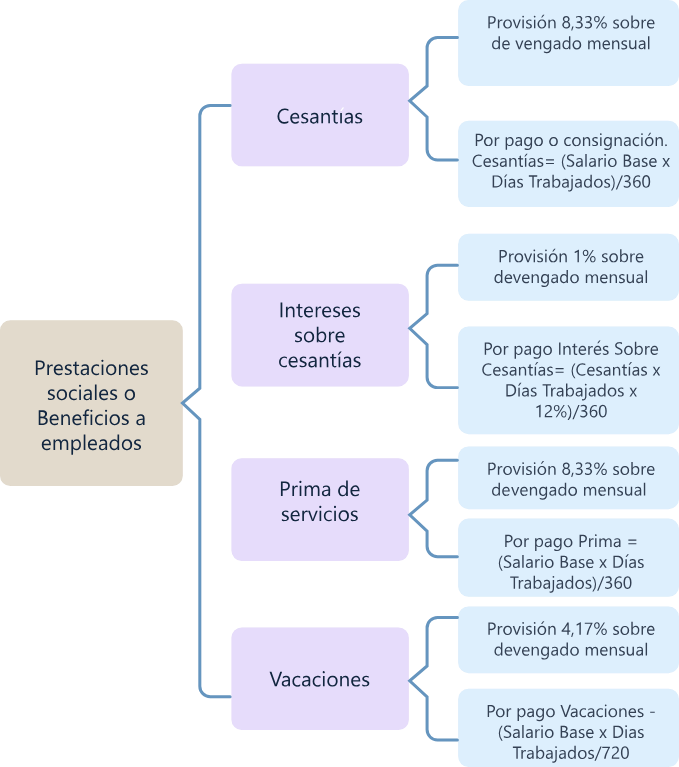 Prestaciones
sociales o
Beneficios a
empleados
Cesantías
Provisión 8,33% sobre
de vengado mensual
Por pago o consignación.
Cesantías= (Salario Base x
Días Trabajados)/360
Intereses
sobre
cesantías
Provisión 1% sobre
devengado mensual
Por pago Interés Sobre
Cesantías= (Cesantías x
Días Trabajados x
12%)/360
Prima de
servicios
Provisión 8,33% sobre
devengado mensual
Por pago Prima =
(Salario Base x Días
Trabajados)/360
Vacaciones
Provisión 4,17% sobre
devengado mensual
Por pago Vacaciones -
(Salario Base x Dias
Trabajados/720